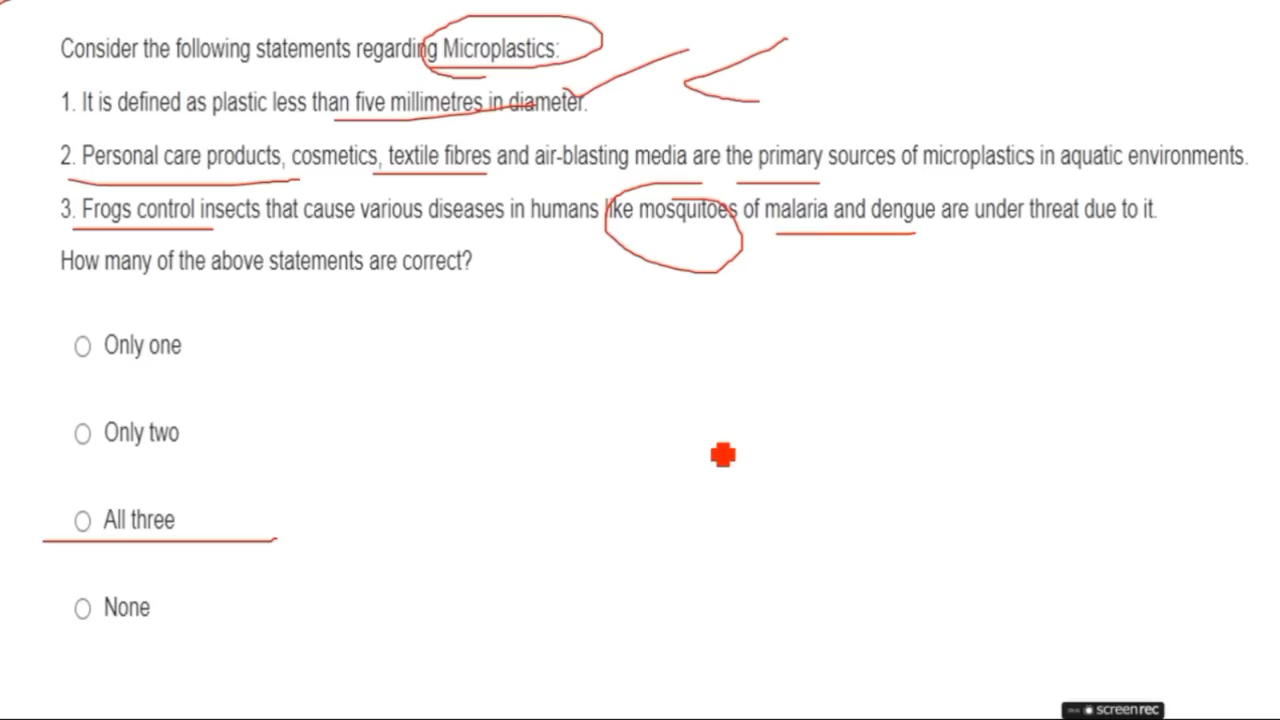 Consider the following statements regarding Microplastics:
1. It is defined as plastic less than five millimetres in diameter.
2. Personal care products, cosmetics, textile fibres and air-blasting media are the primary sources of microplastics in aquatic environments.
3. Frogs control insects that cause various diseases in humans like mosquitoes of malaria and dengue are under threat due to it.
How many of the above statements are correct?
Only one
Only two
All three
None
screenrec